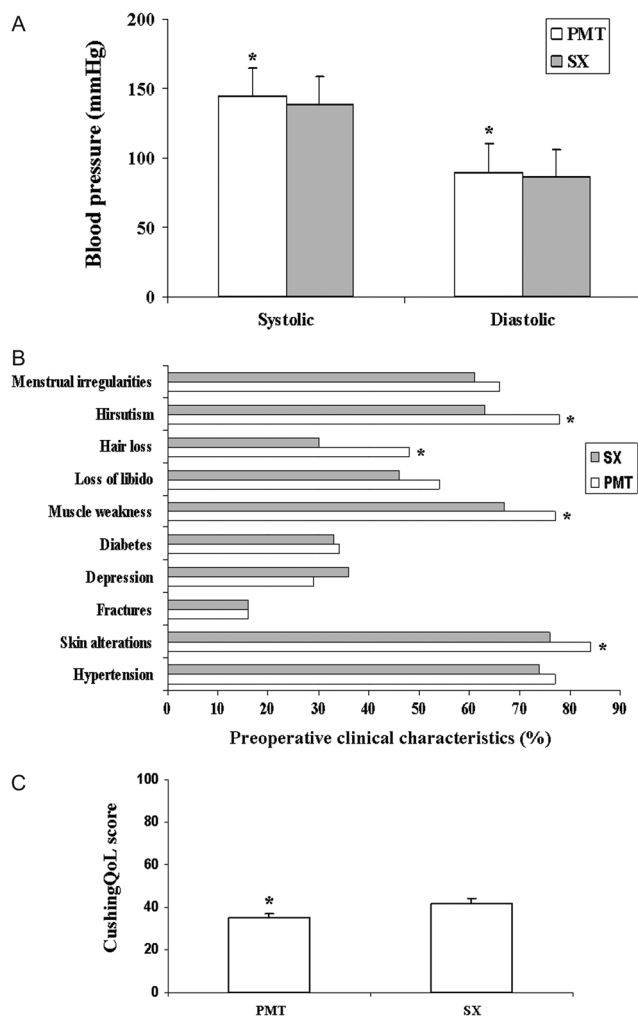 A
Blood pressure (mmHg)
200
150
100
50
0
*
*
PMT
SX
Systolic
Diastolic
B
Menstrual irregularities
Hirsutism
*
Hair loss
*
Loss of libido
Muscle weakness
*
Diabetes
Depression
Fractures
Skin alterations
*
Hypertension
SX
PMT
0 10 20 30 40 50 60 70 80 90
Preoperative clinical characteristics (%)
C
CushingQoL score
100
80
60
40
20
0
*
PMT
SX